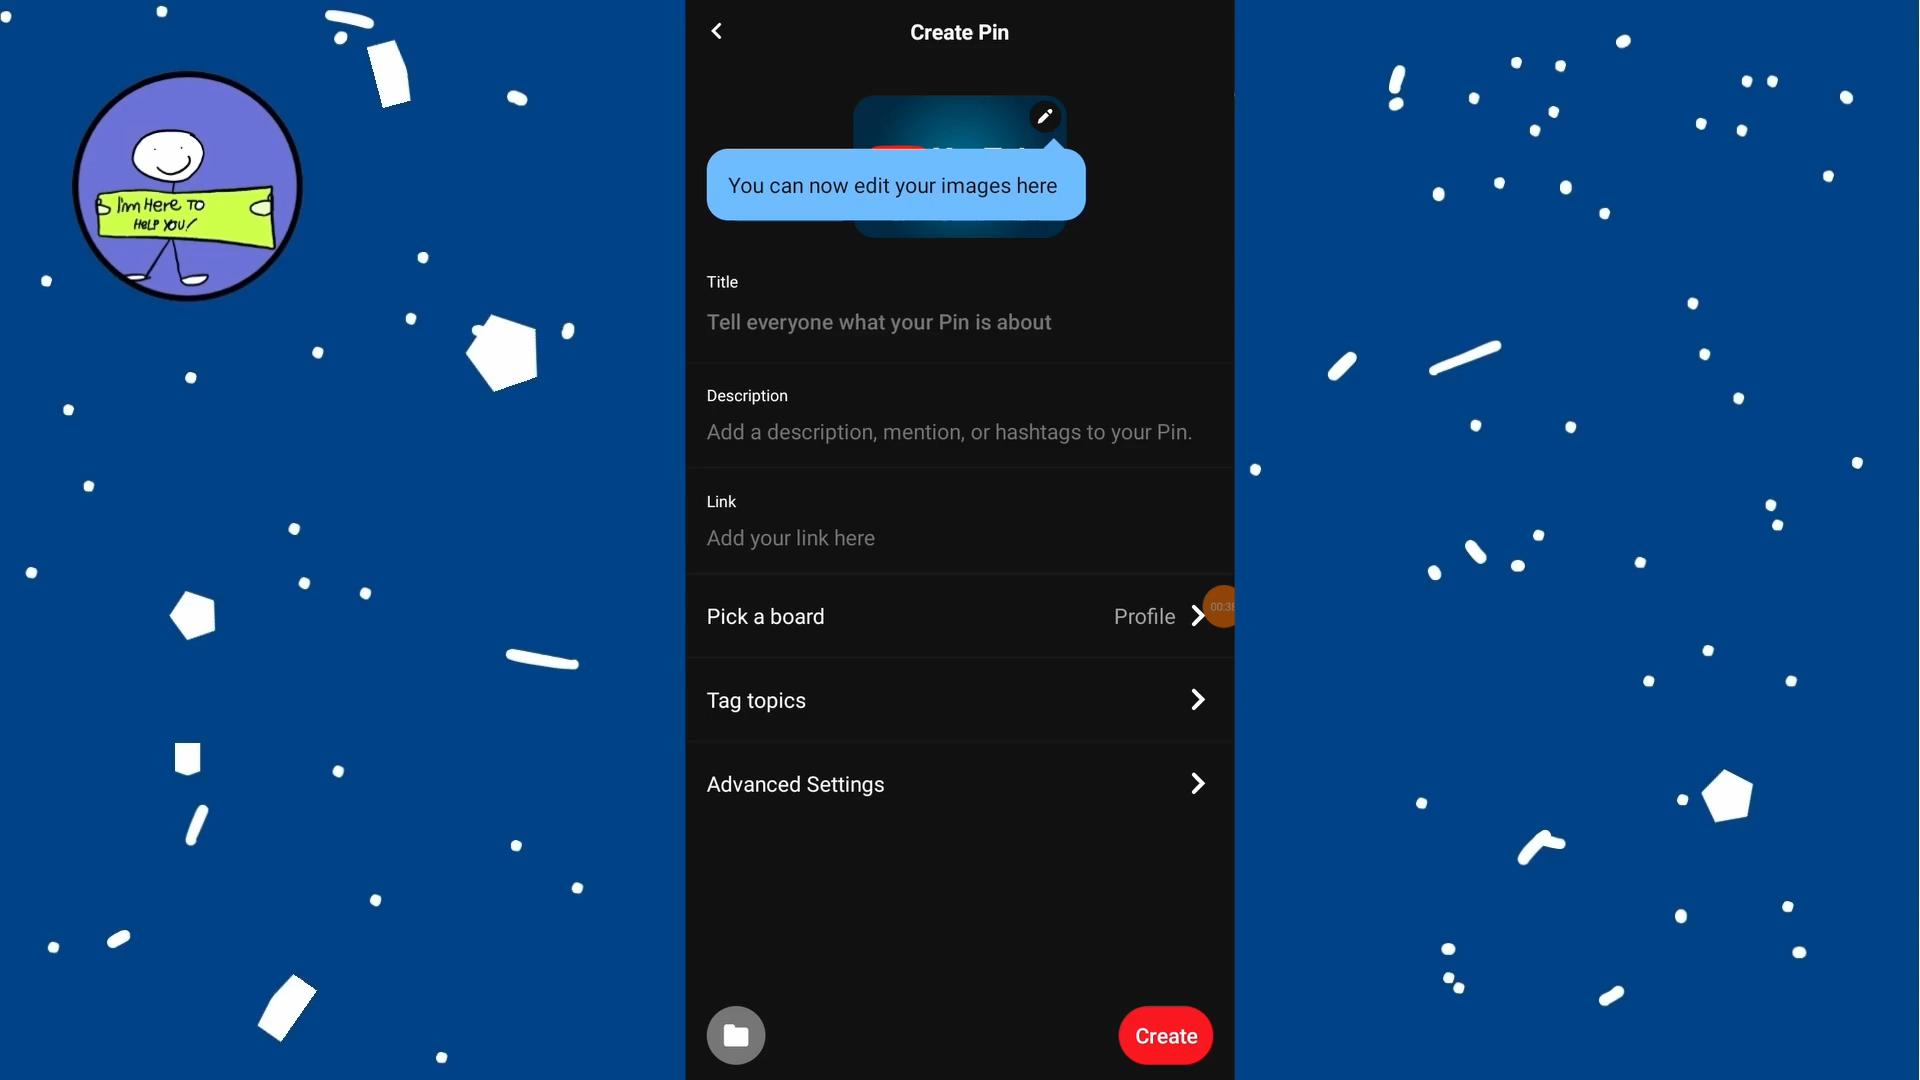 Create Pin
I'm HERE TO
HELP YOU!
You can now edit your images here
Title
Tell everyone what your Pin is about
Description
Add a description, mention, or hashtags to your Pin.
Link
Add your link here
Pick a board Profile
Tag topics
Advanced Settings
Create